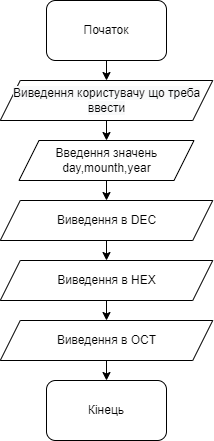 Початок
Виведення користувачу що треба
ввести
Введення значень
day,mounth,year
Виведення в DEC
Виведення в HEX
Виведення в OCT
Кінець